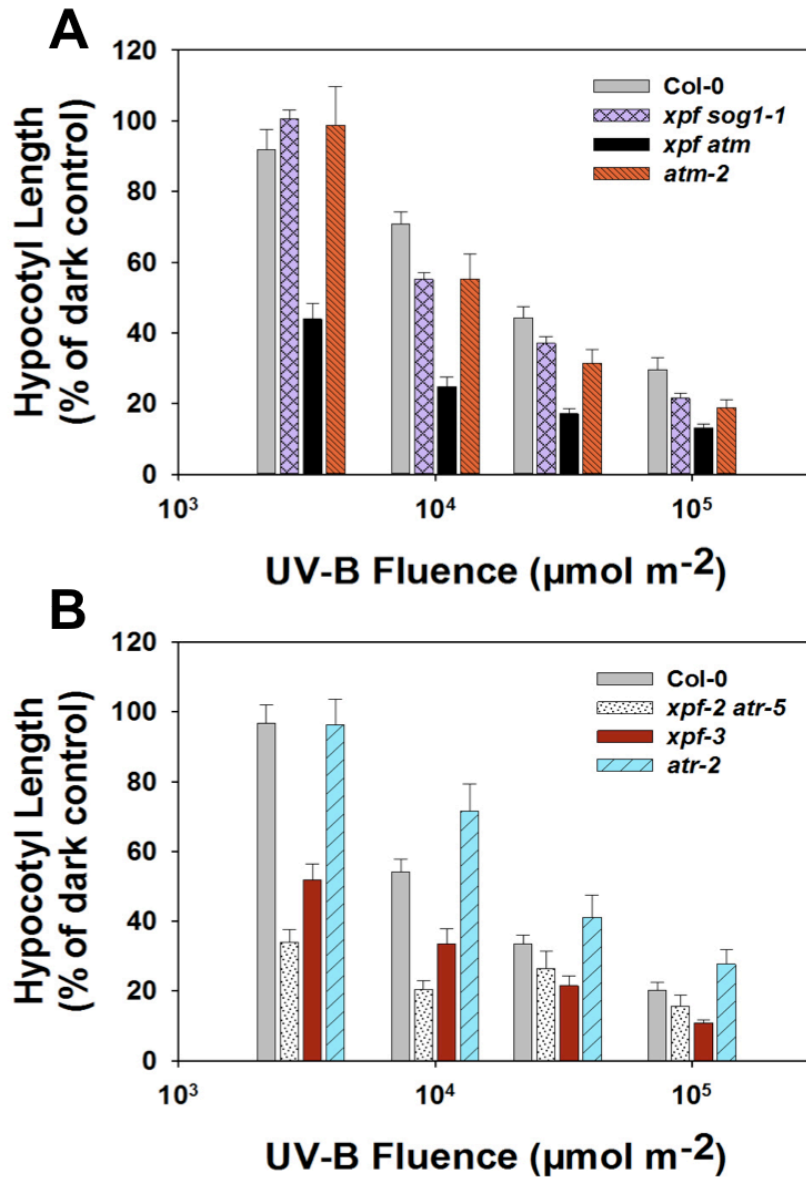 A
Hypocotyl Length
(% of dark control)
120
100
80
60
40
20
0
Col-0
xpf sog1-1
xpf atm
atm-2
10³
10⁴
10⁵
UV-B Fluence (µmol m⁻²)
B
Hypocotyl Length
(% of dark control)
120
100
80
60
40
20
0
Col-0
xpf-2 atr-5
xpf-3
atr-2
10³
10⁴
10⁵
UV-B Fluence (µmol m⁻²)